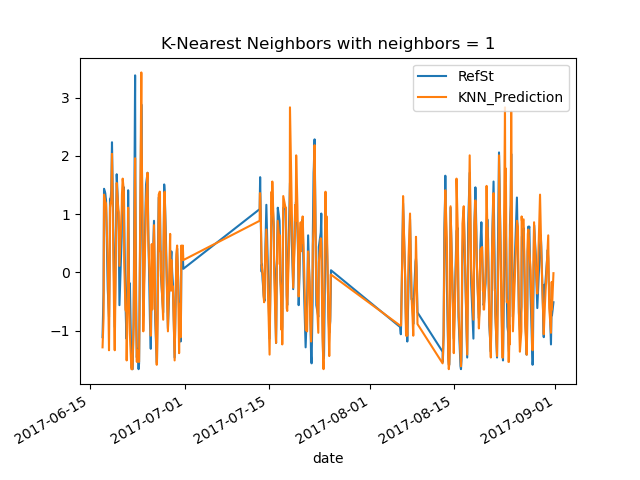 K-Nearest Neighbors with neighbors = 1
RefSt
KNN_Prediction
3
2
1
0
−1
2017-06-15
2017-07-01
2017-07-15
2017-08-01
2017-08-15
2017-09-01
date